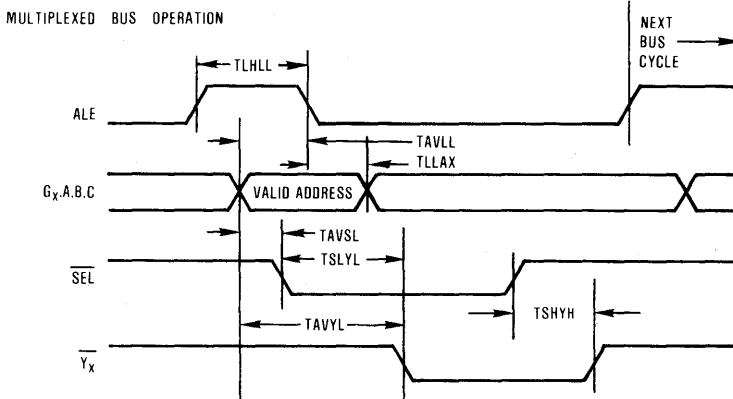 MULTIPLEXED BUS OPERATION
NEXT
BUS
CYCLE
TLHLL
ALE
TAVLL
TLLAX
GX.A.B.C
VALID ADDRESS
TAVSL
TSLYL
SEL
TSHYH
TAVYL
YX